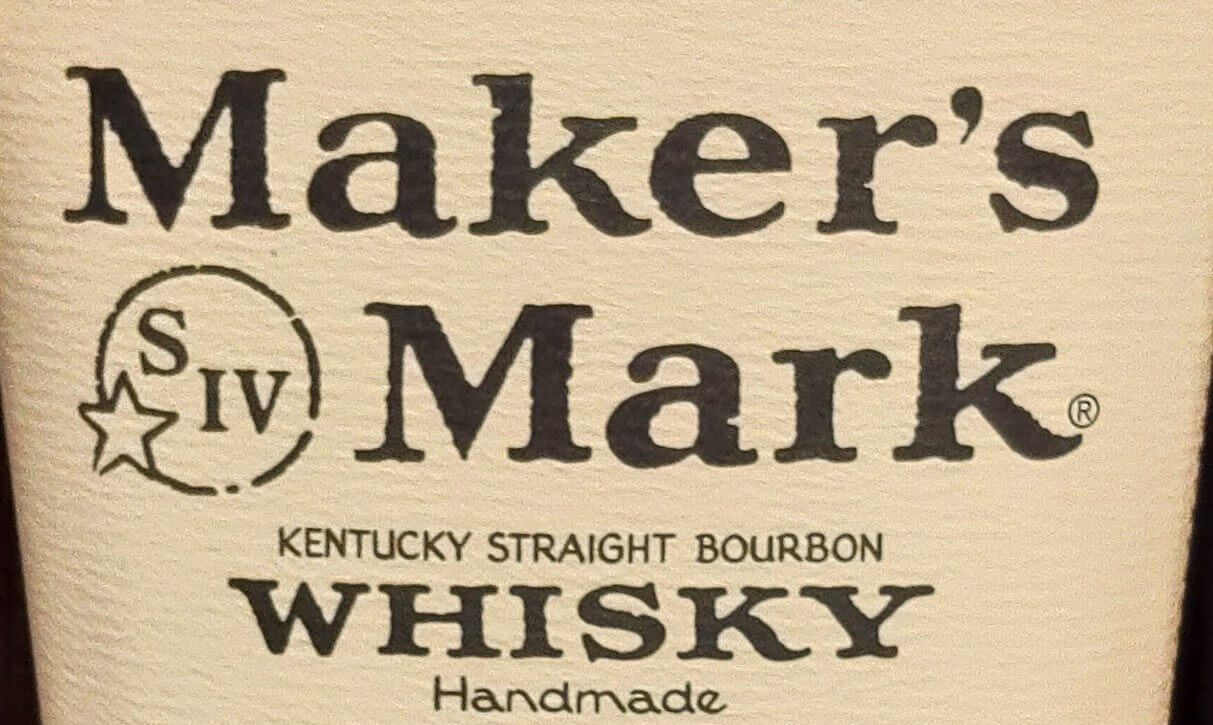 Maker's
S IV
Mark®
KENTUCKY STRAIGHT BOURBON
WHISKY
Handmade